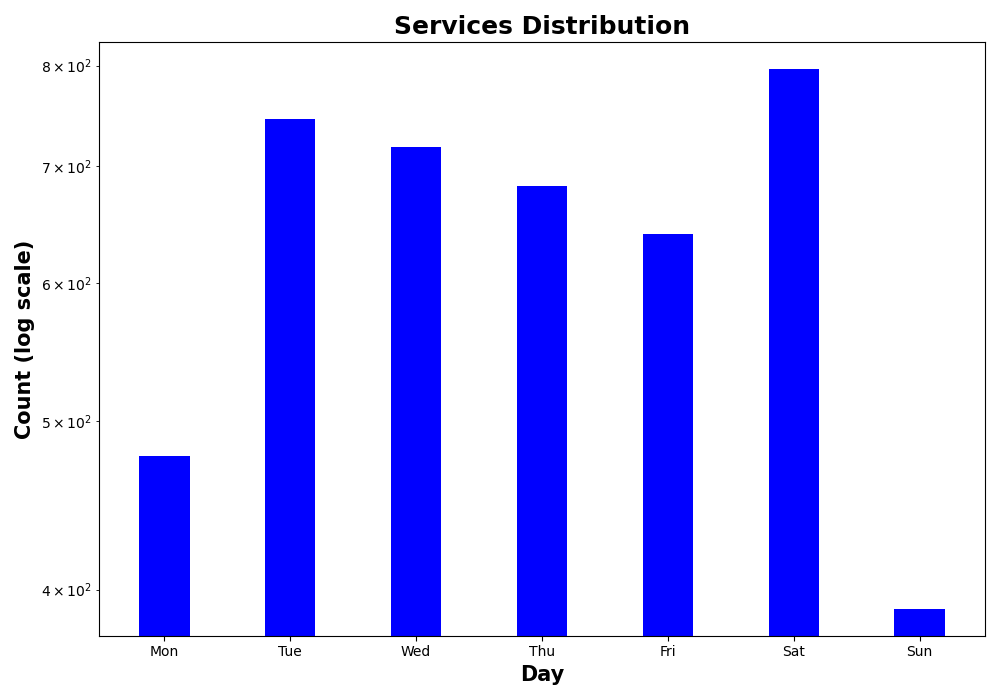 Services Distribution
Count (log scale)
8 × 10²
7 × 10²
6 × 10²
5 × 10²
4 × 10²
Mon Tue Wed Thu Fri Sat Sun
Day